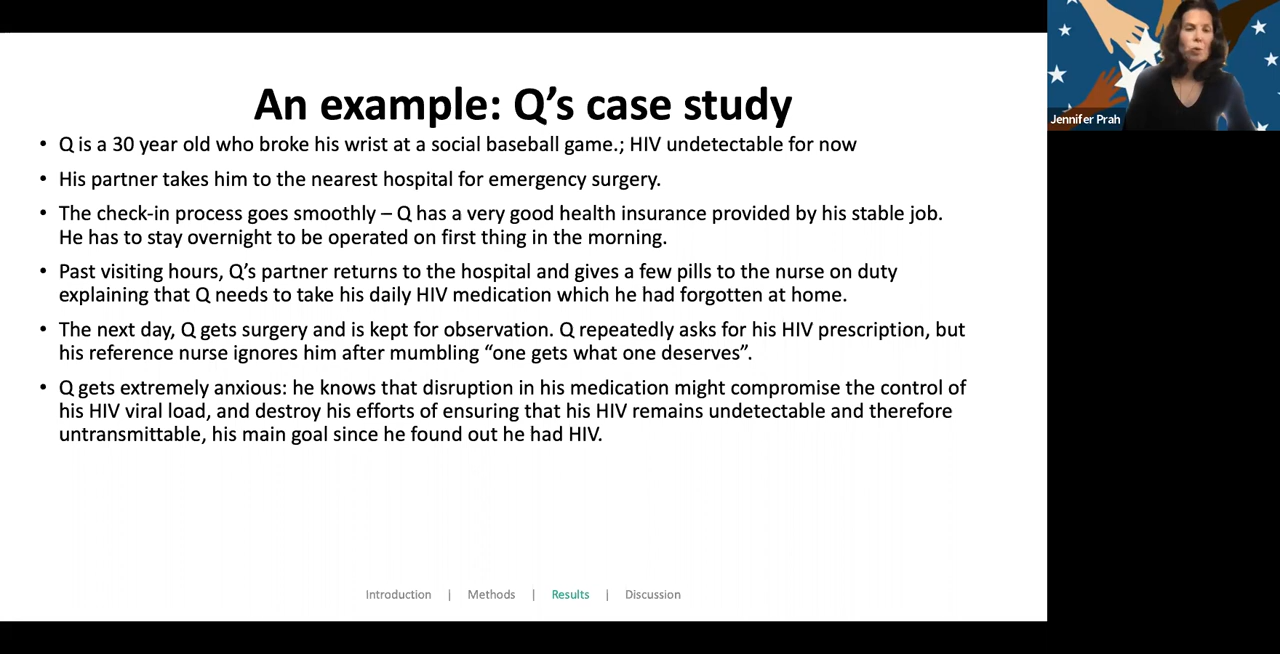 An example: Q’s case study
• Q is a 30 year old who broke his wrist at a social baseball game.; HIV undetectable for now
• His partner takes him to the nearest hospital for emergency surgery.
• The check-in process goes smoothly – Q has a very good health insurance provided by his stable job.
He has to stay overnight to be operated on first thing in the morning.
• Past visiting hours, Q’s partner returns to the hospital and gives a few pills to the nurse on duty
explaining that Q needs to take his daily HIV medication which he had forgotten at home.
• The next day, Q gets surgery and is kept for observation. Q repeatedly asks for his HIV prescription, but
his reference nurse ignores him after mumbling “one gets what one deserves”.
• Q gets extremely anxious: he knows that disruption in his medication might compromise the control of
his HIV viral load, and destroy his efforts of ensuring that his HIV remains undetectable and therefore
untransmittable, his main goal since he found out he had HIV.
Introduction | Methods | Results | Discussion
Jennifer Prah